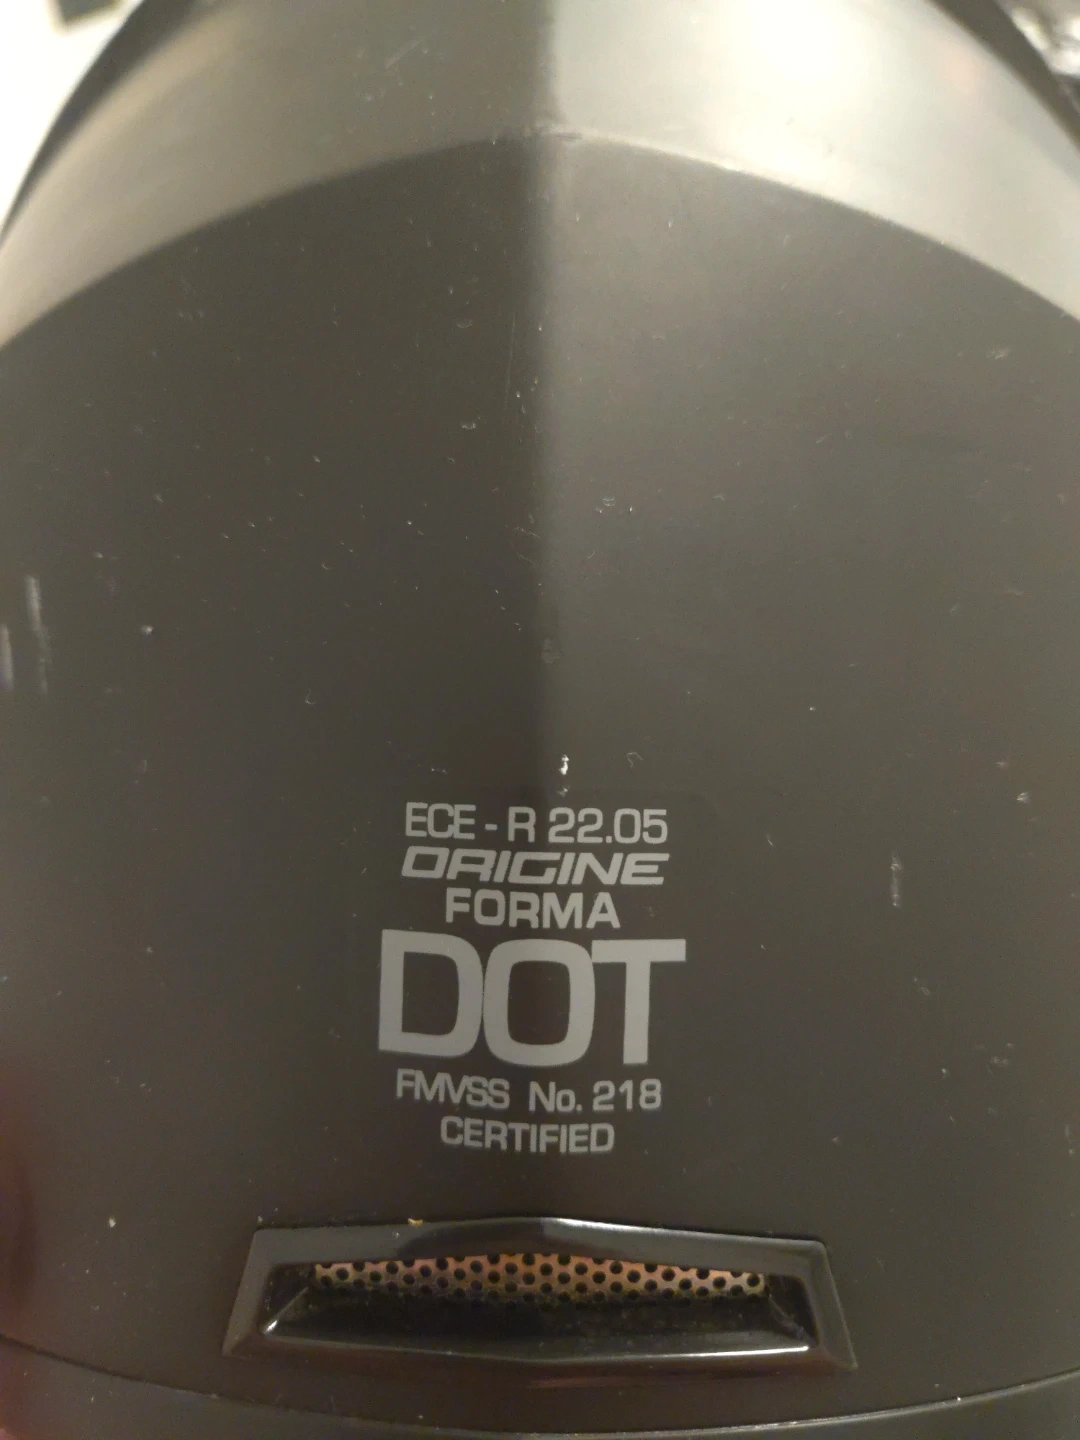 ECE - R 22.05
ORIGINE
FORMA
DOT
FMVSS No. 218
CERTIFIED